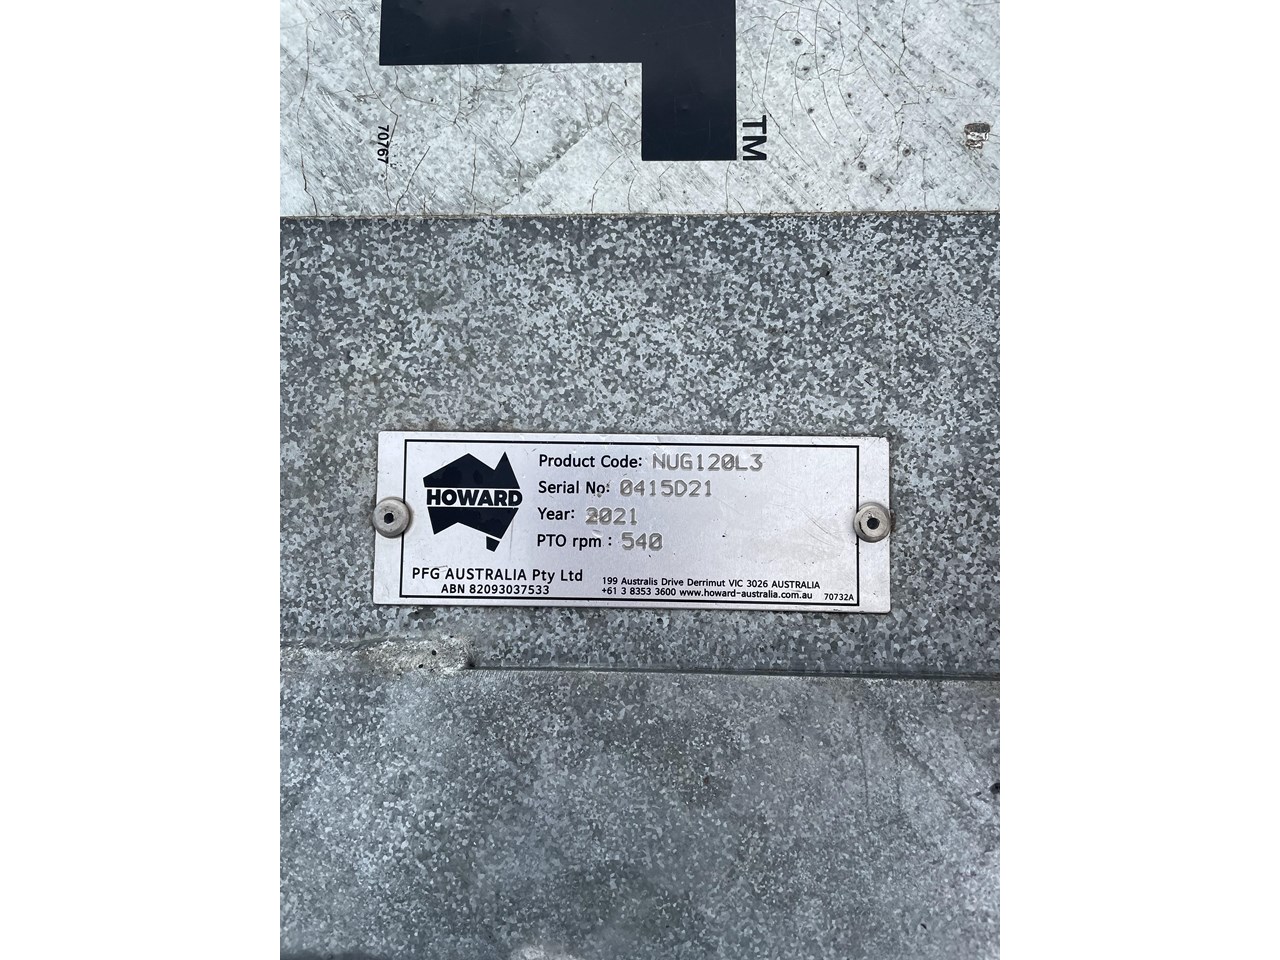 TM
70767
HOWARD
Product Code: NUG120L3
Serial No: 0415D21
Year: 2021
PTO rpm : 540
PFG AUSTRALIA Pty Ltd
ABN 82093037533
199 Australis Drive Derrimut VIC 3026 AUSTRALIA
+61 3 8353 3600 www.howard-australia.com.au 70732A